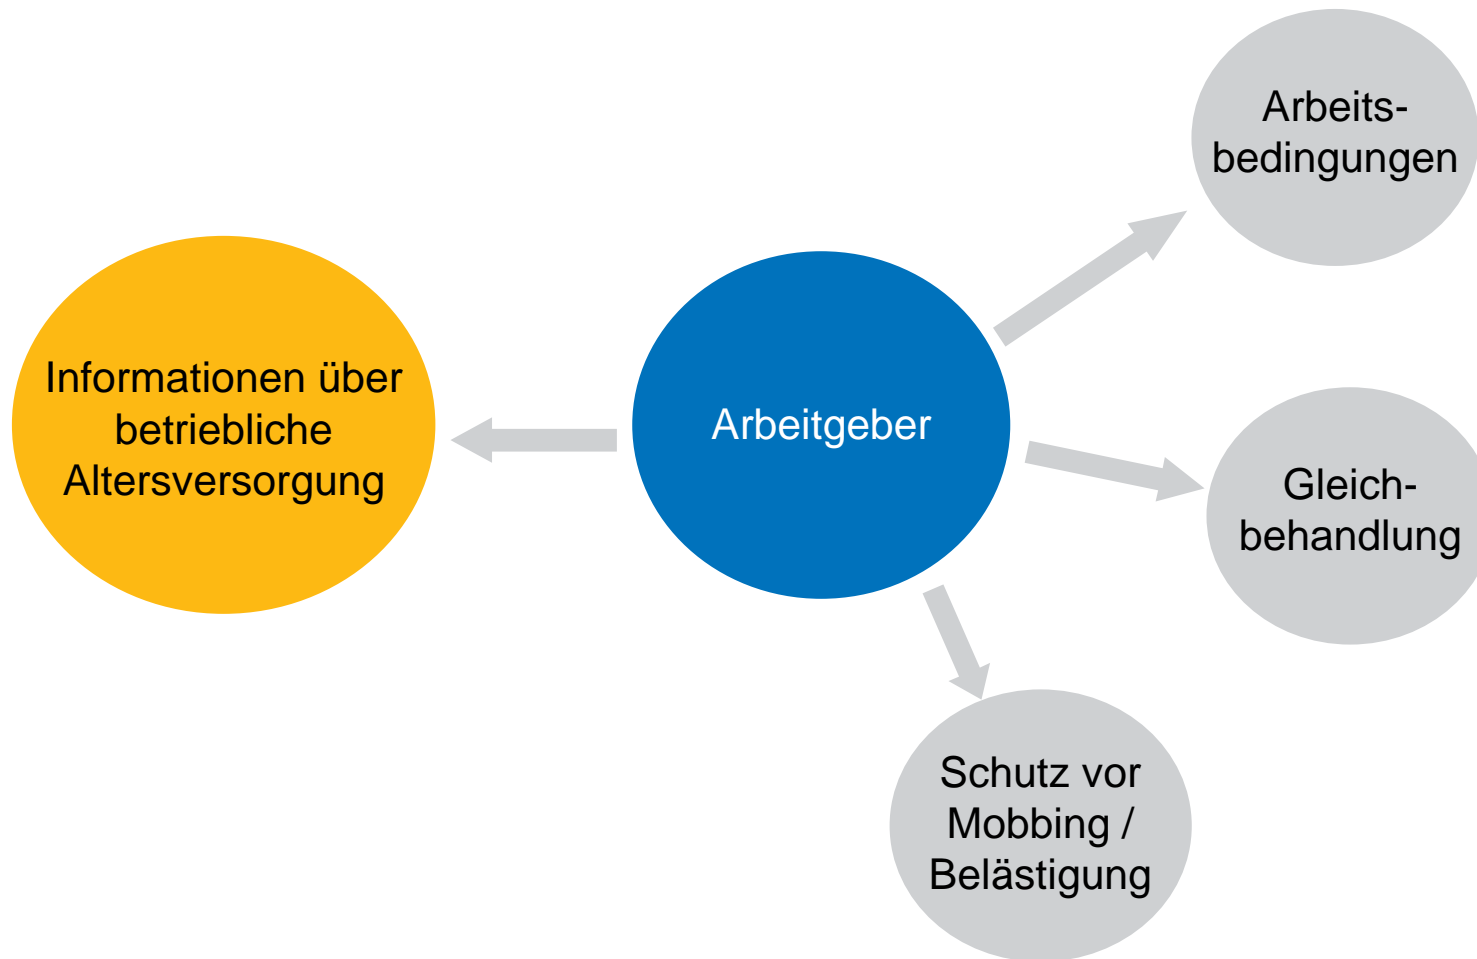 Arbeits-
bedingungen
Informationen über
betriebliche
Altersversorgung
Arbeitgeber
Gleich-
behandlung
Schutz vor
Mobbing /
Belästigung